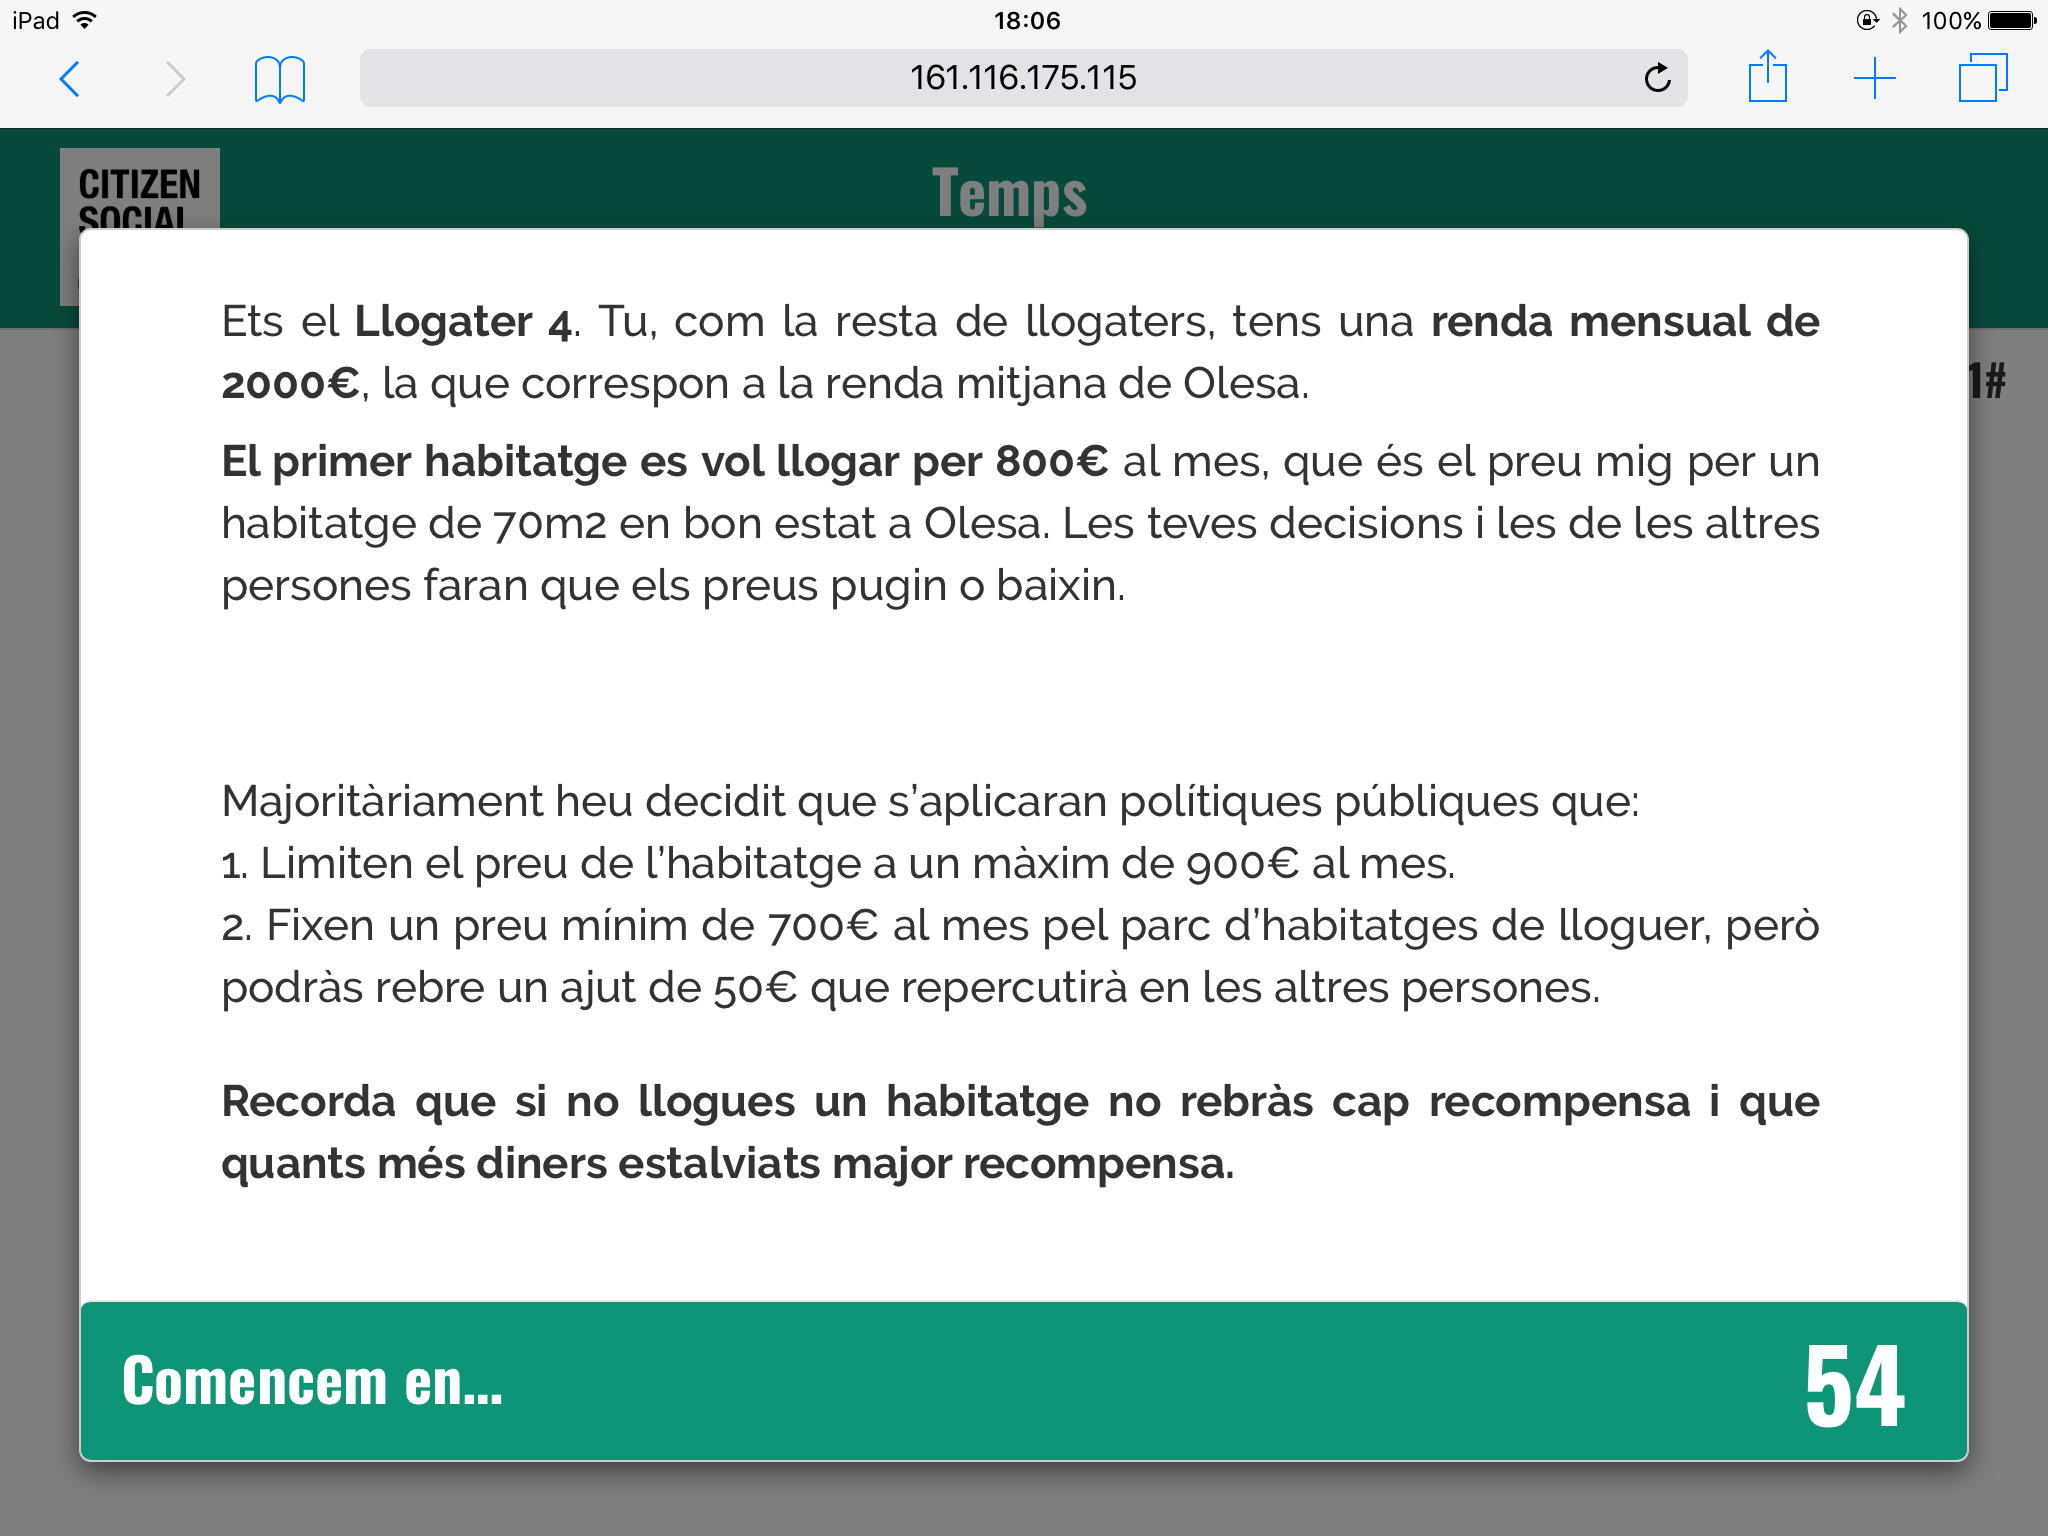 iPad
18:06
100%
161.116.175.115
CITIZEN
SOCIAL
Temps
1#
Ets el Llogater 4. Tu, com la resta de llogaters, tens una renda mensual de
2000€, la que correspon a la renda mitjana de Olesa.
El primer habitatge es vol llogar per 800€ al mes, que és el preu mig per un
habitatge de 70m2 en bon estat a Olesa. Les teves decisions i les de les altres
persones faran que els preus pugin o baixin.
Majoritàriament heu decidit que s’aplicaran polítiques públiques que:
1. Limiten el preu de l’habitatge a un màxim de 900€ al mes.
2. Fixen un preu mínim de 700€ al mes pel parc d’habitatges de lloguer, però
podràs rebre un ajut de 50€ que repercutirà en les altres persones.
Recorda que si no llogues un habitatge no rebràs cap recompensa i que
quants més diners estalviats major recompensa.
Comencem en...
54